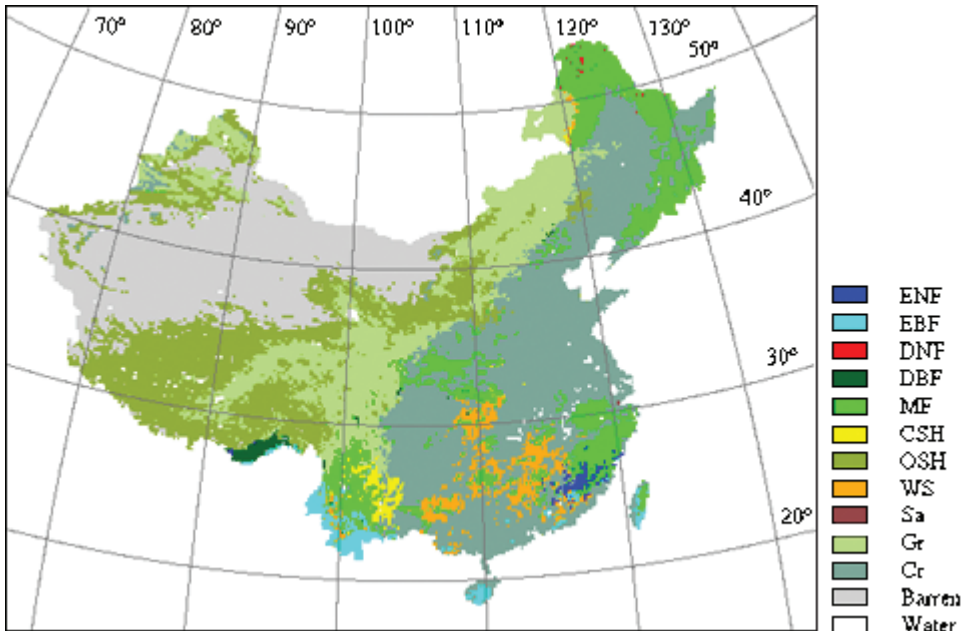 70° 80° 90° 100° 110° 120° 130°
50°
40°
30°
20°
ENF
EBF
DNF
DBF
MF
CSH
OSH
WS
Sa
Gr
Cr
Barren
Water